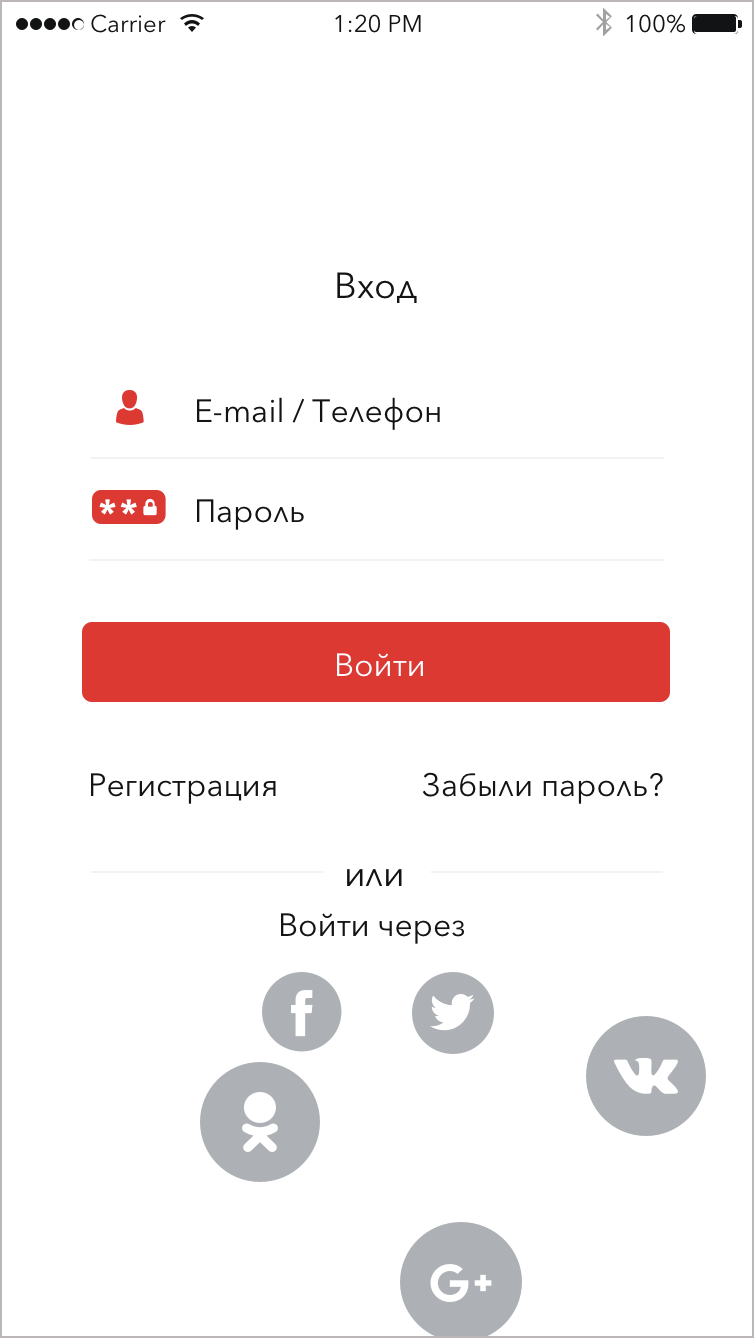 Carrier 1:20 PM 100%
Вход
E-mail / Телефон
Пароль
Войти
Регистрация Забыли пароль?
или
Войти через